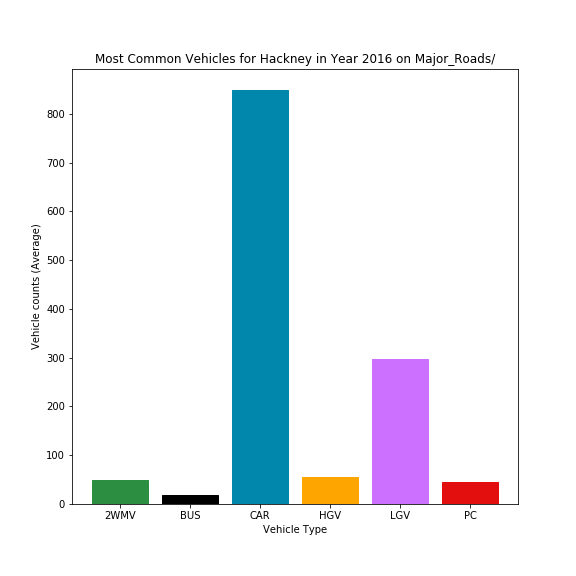 Most Common Vehicles for Hackney in Year 2016 on Major_Roads/
Vehicle counts (Average)
800
700
600
500
400
300
200
100
0
2WMV BUS CAR HGV LGV PC
Vehicle Type